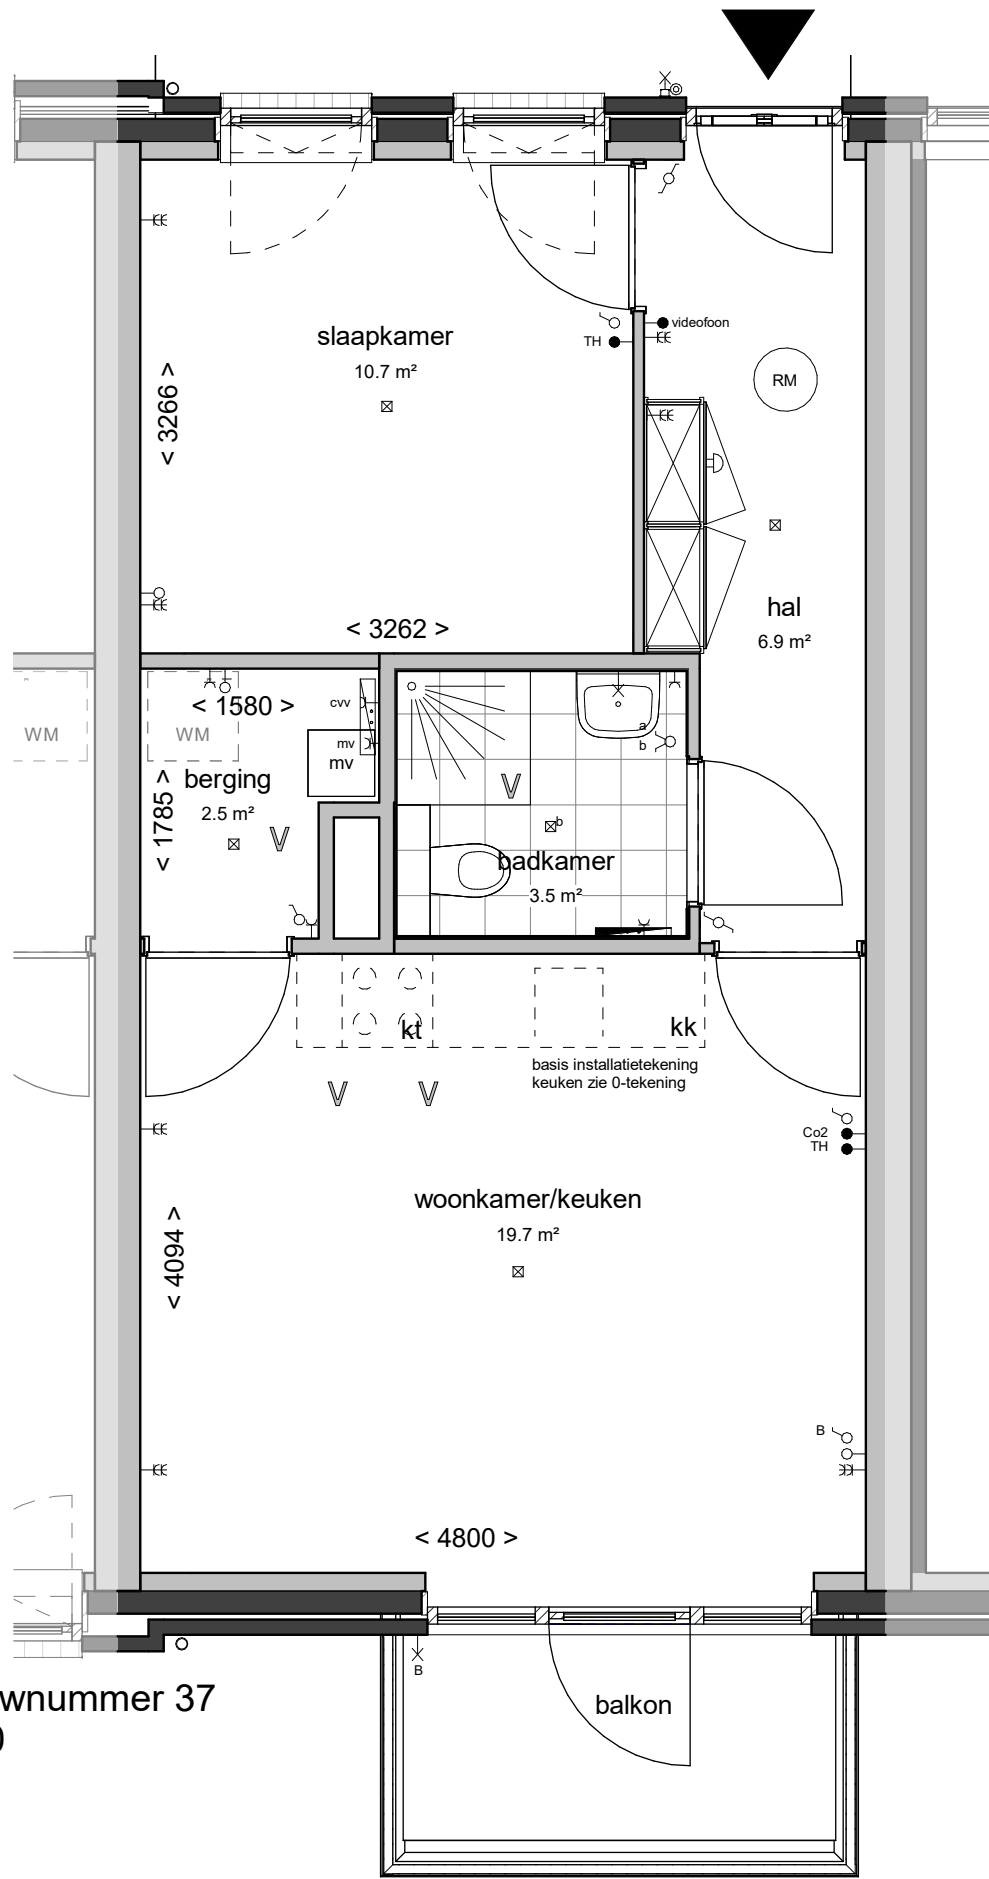 slaapkamer
10.7 m²
TH
videofoon
RM
< 3266 >
< 3262 >
hal
6.9 m²
< 1580 >
WM
WM
cvv
mv
mv
a
b
berging
2.5 m²
< 1785 >
b
badkamer
3.5 m²
kt
kk
basis installatietekening
keuken zie 0-tekening
Co2
TH
woonkamer/keuken
19.7 m²
< 4094 >
B
< 4800 >
B
balkon
wnummer 37